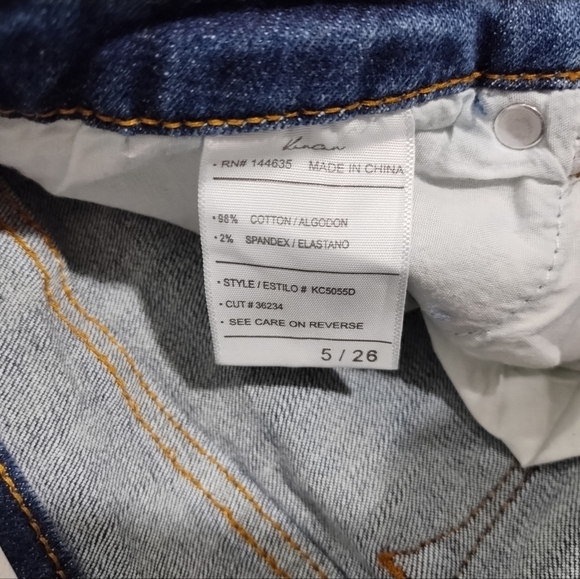 Kancan
• RN# 144635 MADE IN CHINA
• 98% COTTON / ALGODON
• 2% SPANDEX / ELASTANO
• STYLE / ESTILO # KC5055D
• CUT # 36234
• SEE CARE ON REVERSE
5 / 26